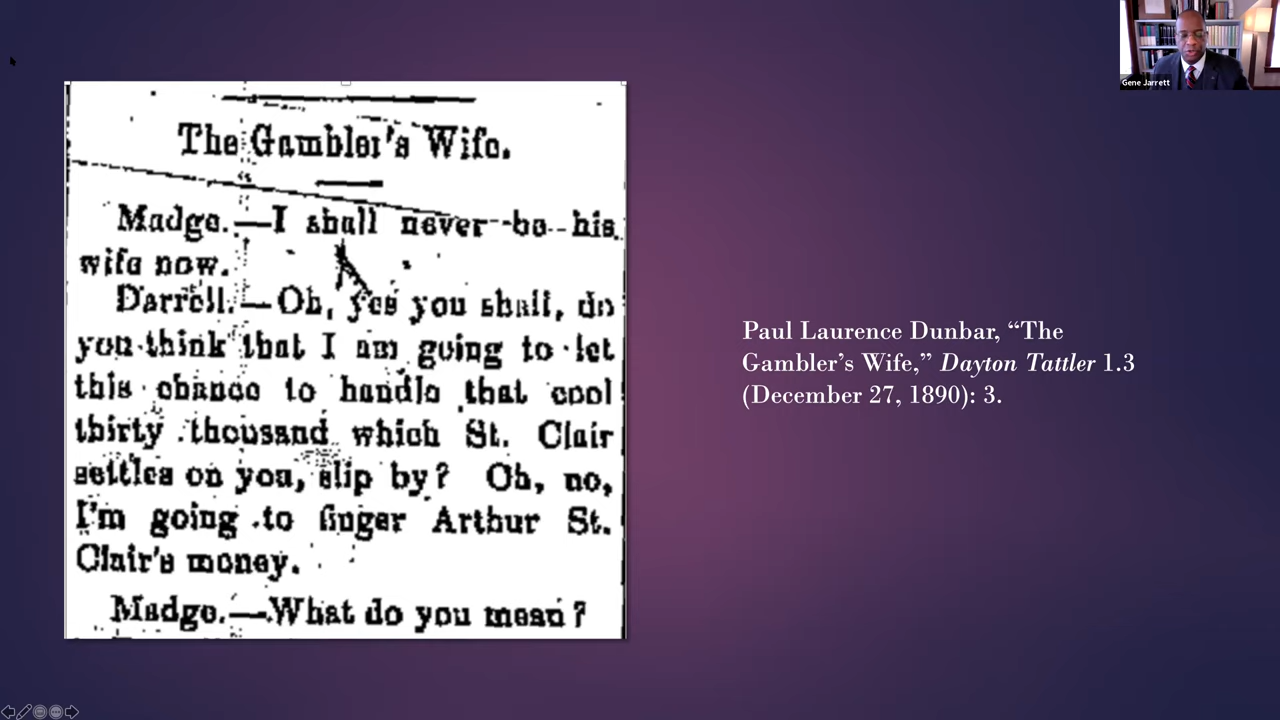 The Gambler's Wife.
Madge.—I shall never be his
wife now.
Darrell.—Oh, yes you shall, do
you think that I am going to let
this chance to handle that cool
thirty thousand which St. Clair
settles on you, slip by? Oh, no,
I'm going to finger Arthur St.
Clair's money.
Madge.—What do you mean?
Paul Laurence Dunbar, “The
Gambler’s Wife,” Dayton Tattler 1.3
(December 27, 1890): 3.
Gene Jarrett